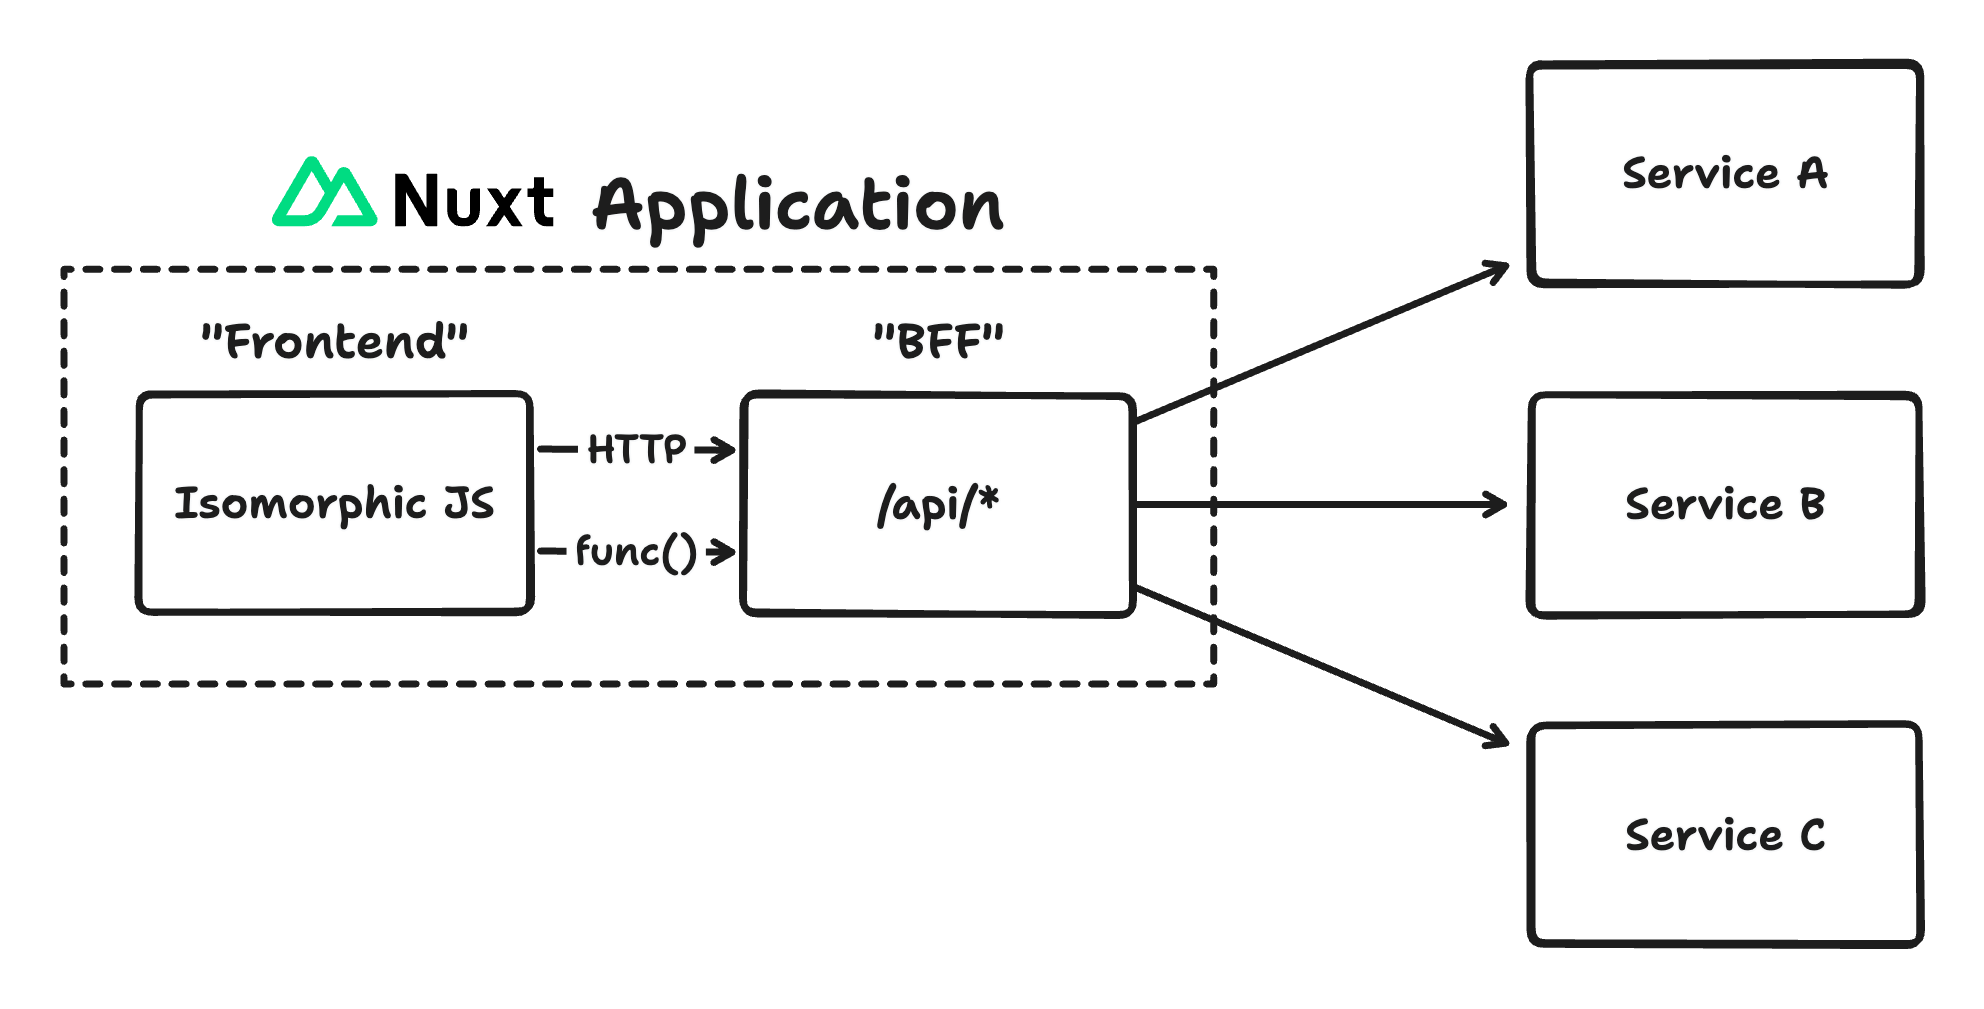 Nuxt Application
"Frontend"
"BFF"
Isomorphic JS
HTTP
func()
/api/*
Service A
Service B
Service C